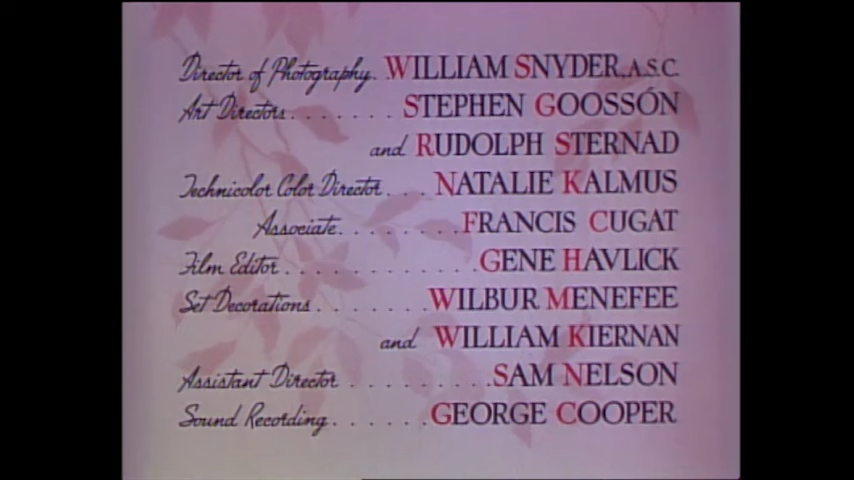 Director of Photography. WILLIAM SNYDER, A.S.C.
Art Directors. . . . . . . . STEPHEN GOOSSÓN
and RUDOLPH STERNAD
Technicolor Color Director. . . NATALIE KALMUS
Associate. . . . . . . . FRANCIS CUGAT
Film Editor. . . . . . . . . . . . GENE HAVLICK
Set Decorations. . . . . . . WILBUR MENEFEE
and WILLIAM KIERNAN
Assistant Director . . . . . . . . . SAM NELSON
Sound Recording. . . . . . GEORGE COOPER